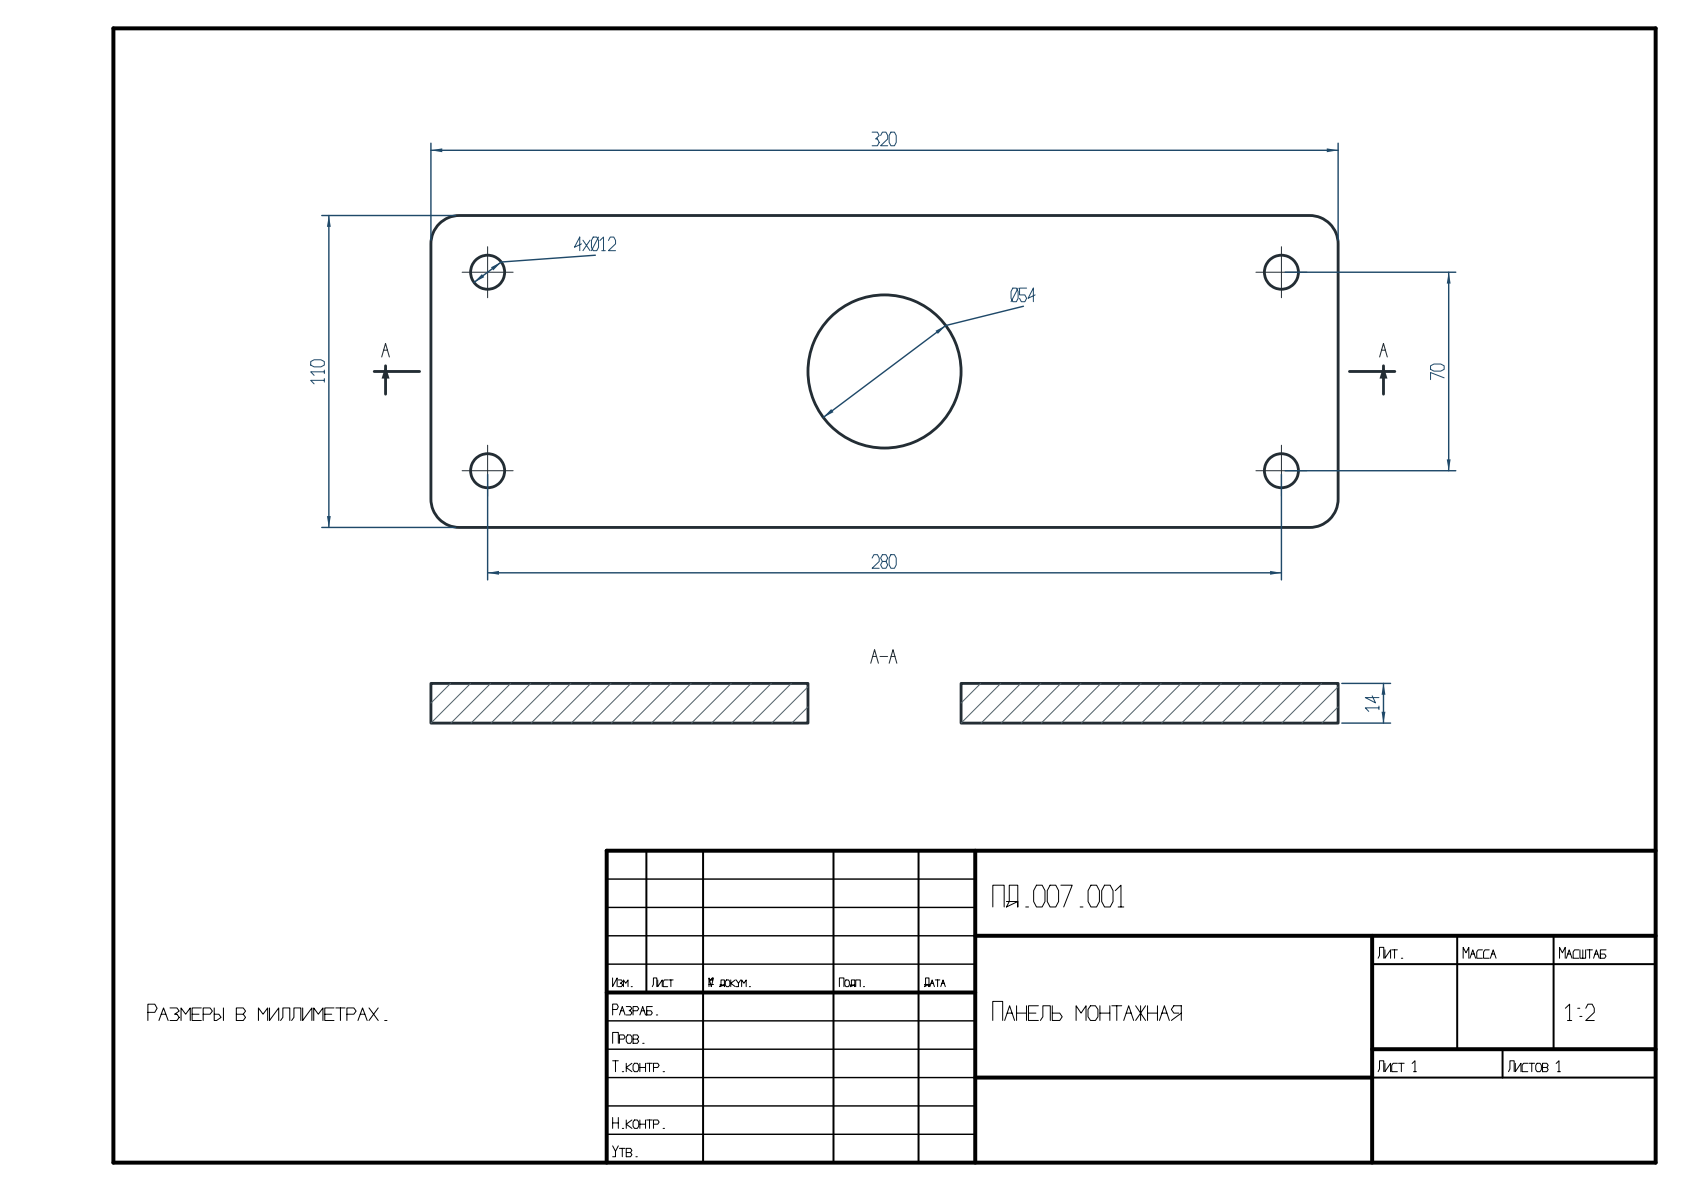 320
4xØ12
Ø54
А
А
110
70
280
А-А
14
ПД.007.001
Лит.
Масса
Масштаб
Изм.
Лист
№ докум.
Подп.
Дата
Разраб.
Размеры в миллиметрах.
Панель монтажная
1:2
Пров.
Т.контр.
Лист 1
Листов 1
Н.контр.
Утв.